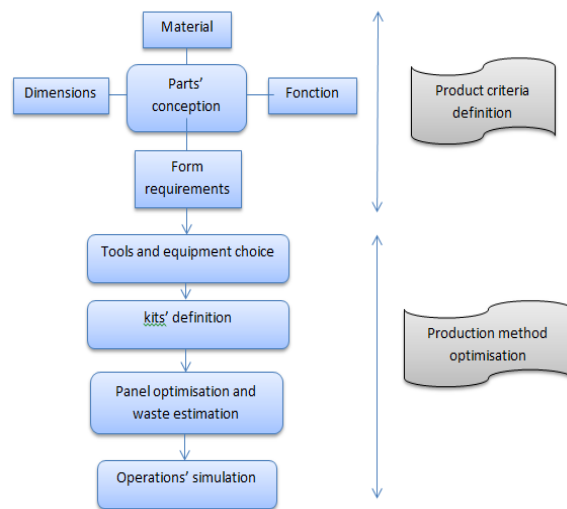 Material
Dimensions
Parts’
conception
Fonction
Product criteria
definition
Form
requirements
Tools and equipment choice
kits’ definition
Production method
optimisation
Panel optimisation and
waste estimation
Operations’ simulation